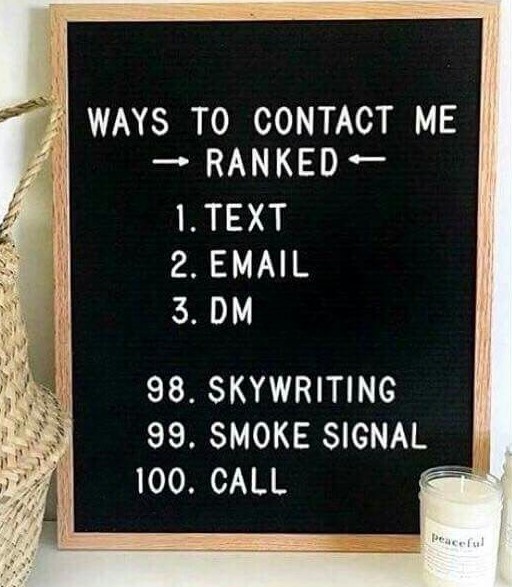 WAYS TO CONTACT ME
→ RANKED ←
1. TEXT
2. EMAIL
3. DM
98. SKYWRITING
99. SMOKE SIGNAL
100. CALL
peaceful